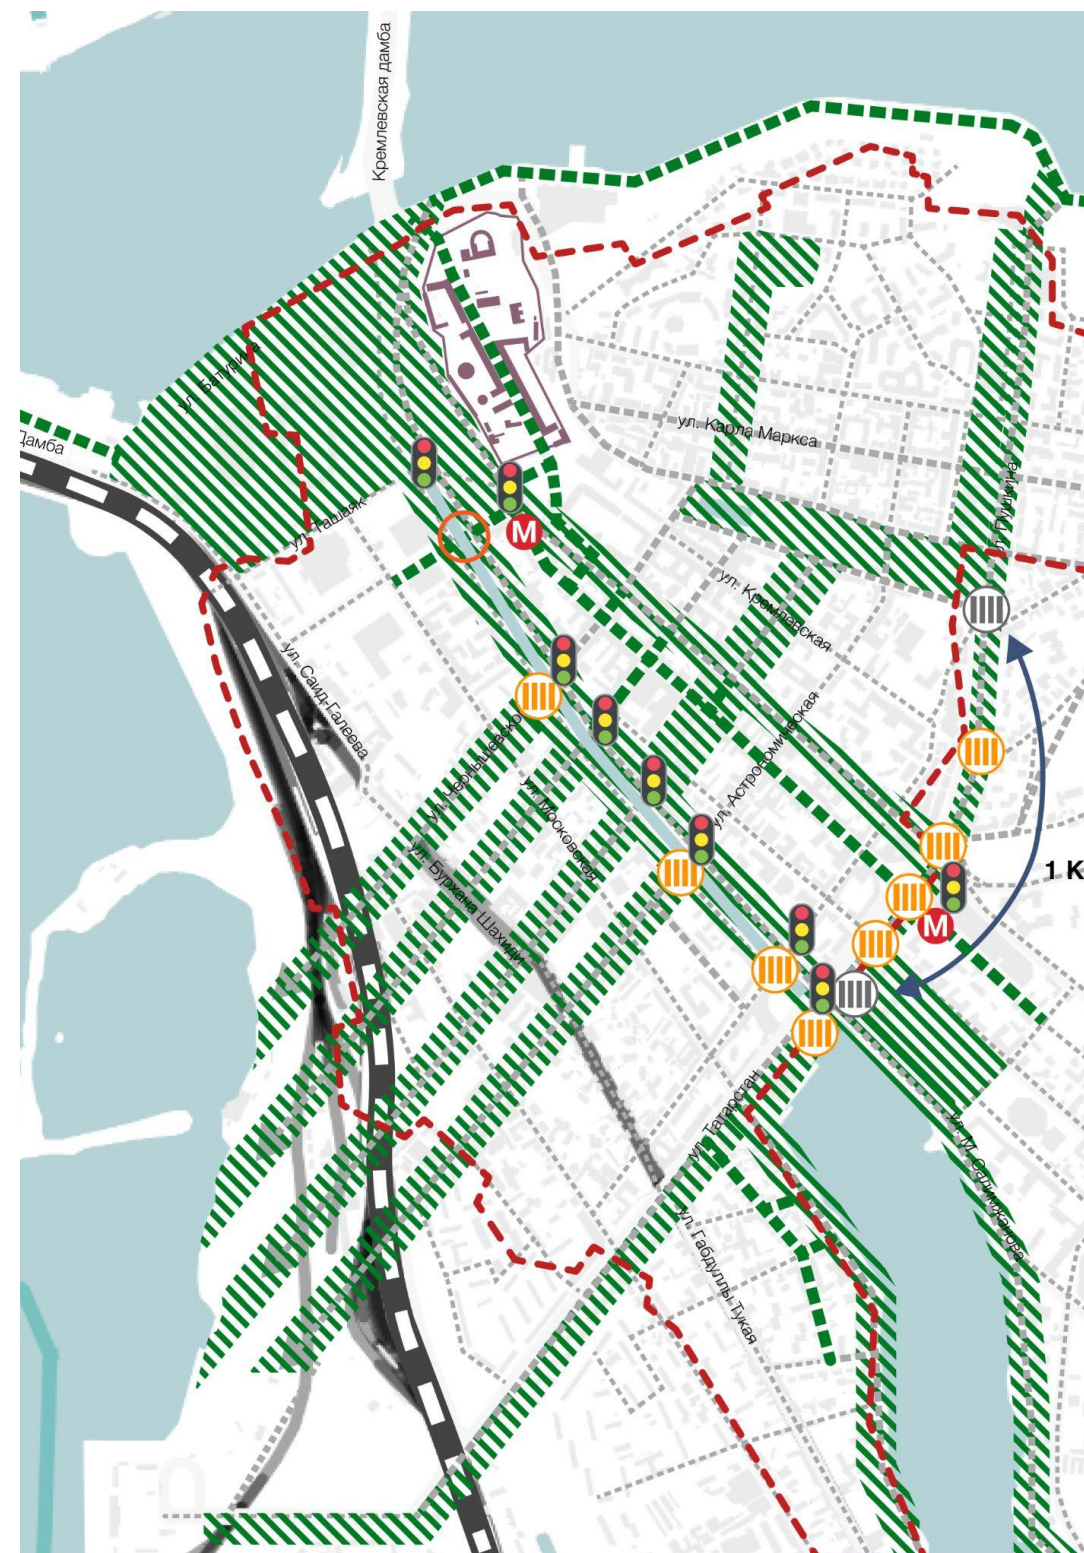 Кремлевская дамба
ул. Батурина
ул. Карла Маркса
Дамба
ул. Пушкина
ул. Ташаяк
М
ул. Кремлевская
ул. Саид-Галеева
ул. Чернышевско
ул. Астрономическая
ул. Московская
ул. Бурхана Шахиди
1 К
М
ул. Татарстан
ул. М. Салимжанова
ул. Габдуллы Тукая